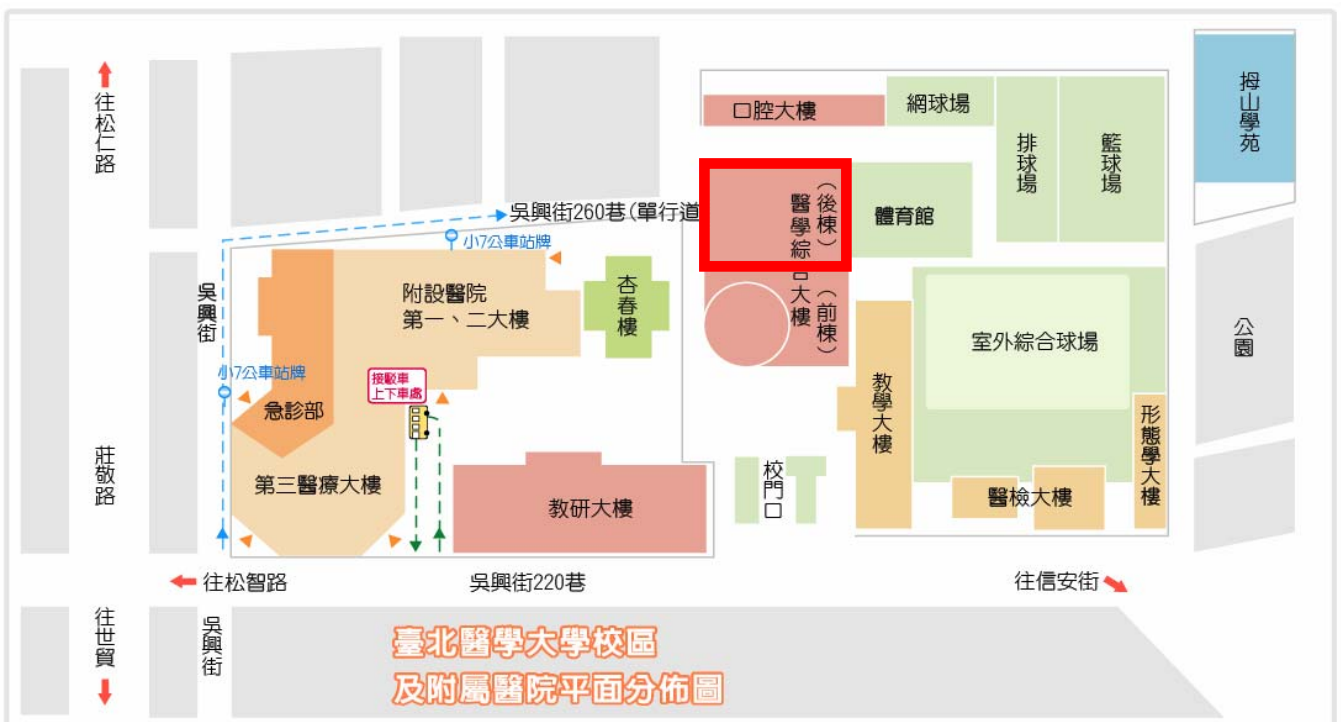 往松仁路
口腔大樓
網球場
排球場
籃球場
拇山學苑
吳興街260巷(單行道
小7公車站牌
醫學綜合大樓
(後棟)
(前棟)
體育館
吳興街
附設醫院
第一、二大樓
杏春樓
室外綜合球場
公園
小7公車站牌
接駁車
上下車處
急診部
教學大樓
形態學大樓
莊敬路
第三醫療大樓
教研大樓
校門口
醫檢大樓
往松智路
吳興街220巷
往信安街
往世貿
吳興街
臺北醫學大學校區
及附屬醫院平面分佈圖